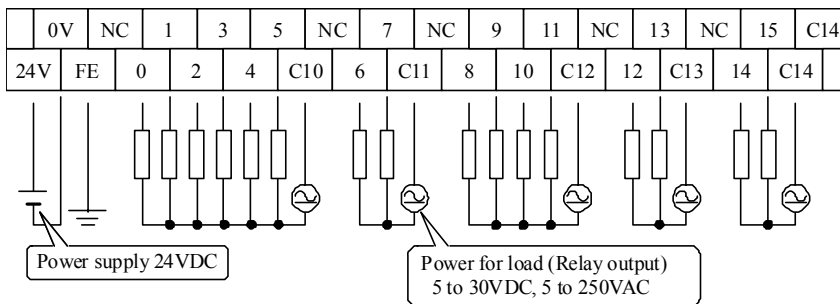 0V NC 1 3 5 NC 7 NC 9 11 NC 13 NC 15 C14
24V FE 0 2 4 C10 6 C11 8 10 C12 12 C13 14 C14
Power supply 24VDC
Power for load (Relay output)
5 to 30VDC, 5 to 250VAC